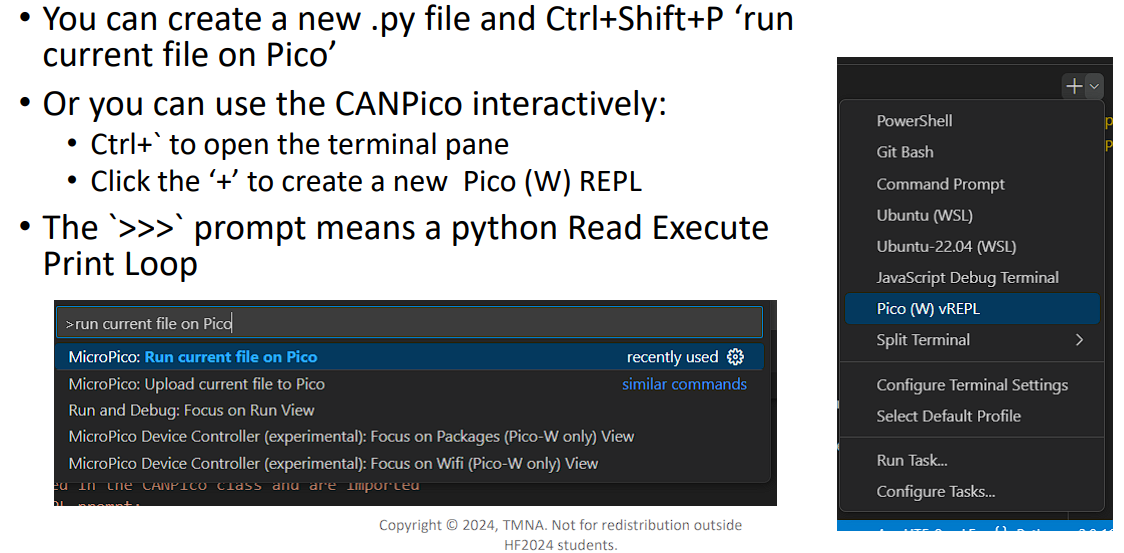 • You can create a new .py file and Ctrl+Shift+P ‘run
current file on Pico’
• Or you can use the CANPico interactively:
• Ctrl+` to open the terminal pane
• Click the ‘+’ to create a new  Pico (W) REPL
• The `>>>` prompt means a python Read Execute
Print Loop
>run current file on Pico
MicroPico: Run current file on Pico recently used
MicroPico: Upload current file to Pico similar commands
Run and Debug: Focus on Run View
MicroPico Device Controller (experimental): Focus on Packages (Pico-W only) View
MicroPico Device Controller (experimental): Focus on Wifi (Pico-W only) View
in the CANPico class and are imported
prompt:
PowerShell
Git Bash
Command Prompt
Ubuntu (WSL)
Ubuntu-22.04 (WSL)
JavaScript Debug Terminal
Pico (W) vREPL
Split Terminal
Configure Terminal Settings
Select Default Profile
Run Task...
Configure Tasks...
Copyright © 2024, TMNA. Not for redistribution outside
HF2024 students.